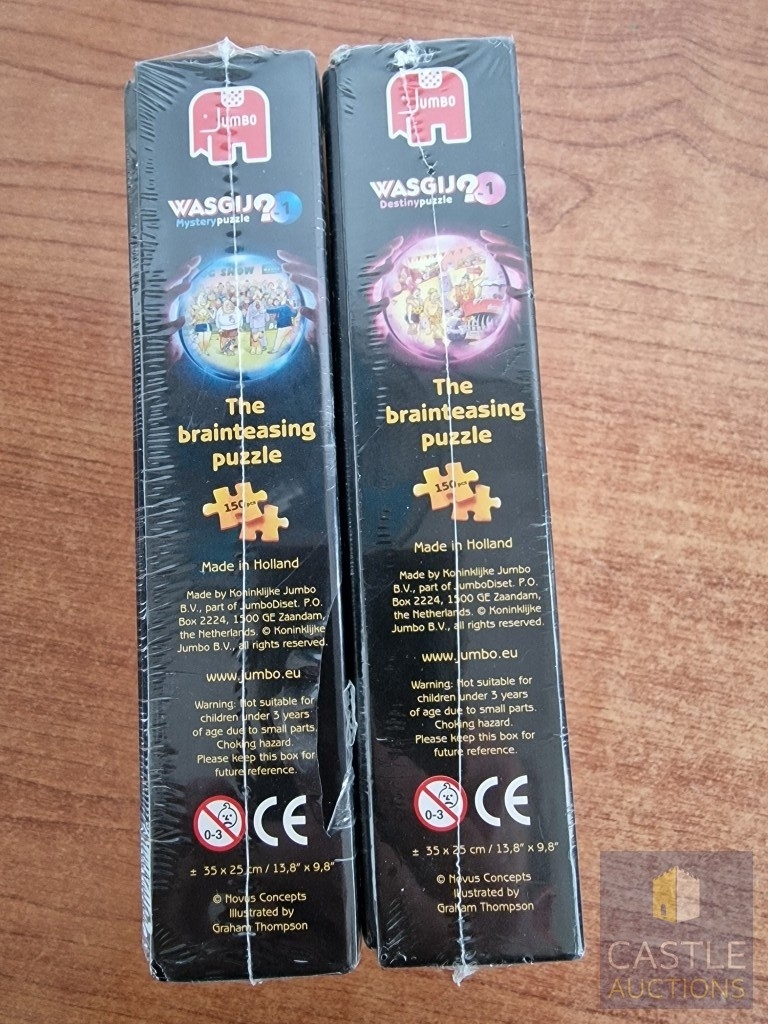 JUMBO
WASGIJ? 1
Mysterypuzzle
SHOW
The
brainteasing
puzzle
150
Made in Holland
Made by Koninklijke Jumbo
B.V., part of JumboDiset. P.O.
Box 2224, 1500 GE Zaandam,
the Netherlands. © Koninklijke
Jumbo B.V., all rights reserved.
www.jumbo.eu
Warning: Not suitable for
children under 3 years
of age due to small parts.
Choking hazard.
Please keep this box for
future reference.
0-3 CE
± 35 x 25 cm / 13,8" x 9,8"
© Novus Concepts
Illustrated by
Graham Thompson
JUMBO
WASGIJ? 1
Destinypuzzle
The
brainteasing
puzzle
150
Made in Holland
Made by Koninklijke Jumbo
B.V., part of JumboDiset. P.O.
Box 2224, 1500 GE Zaandam,
the Netherlands. © Koninklijke
Jumbo B.V., all rights reserved.
www.jumbo.eu
Warning: Not suitable for
children under 3 years
of age due to small parts.
Choking hazard.
Please keep this box for
future reference.
0-3 CE
± 35 x 25 cm / 13,8" x 9,8"
© Novus Concepts
Illustrated by
Graham Thompson
CASTLE
AUCTIONS